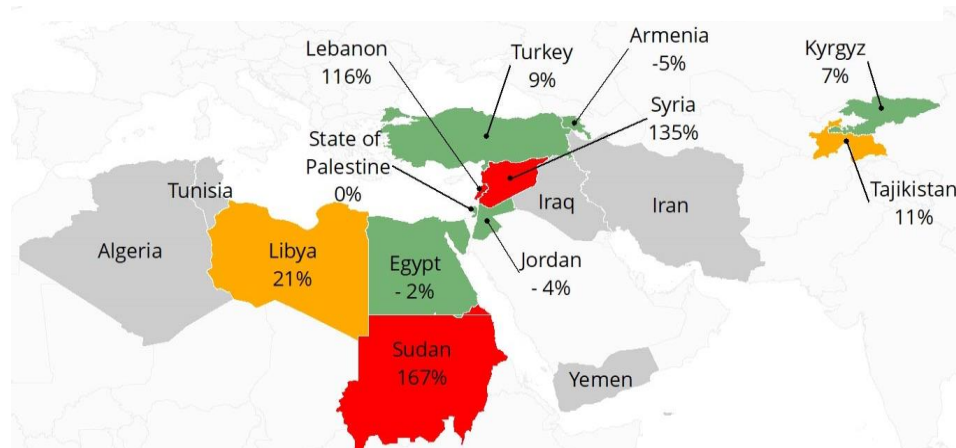 Lebanon
116%
Turkey
9%
Armenia
-5%
Kyrgyz
7%
Syria
135%
State of
Palestine
0%
Tunisia
Algeria
Libya
21%
Egypt
- 2%
Iraq
Iran
Tajikistan
11%
Jordan
- 4%
Sudan
167%
Yemen